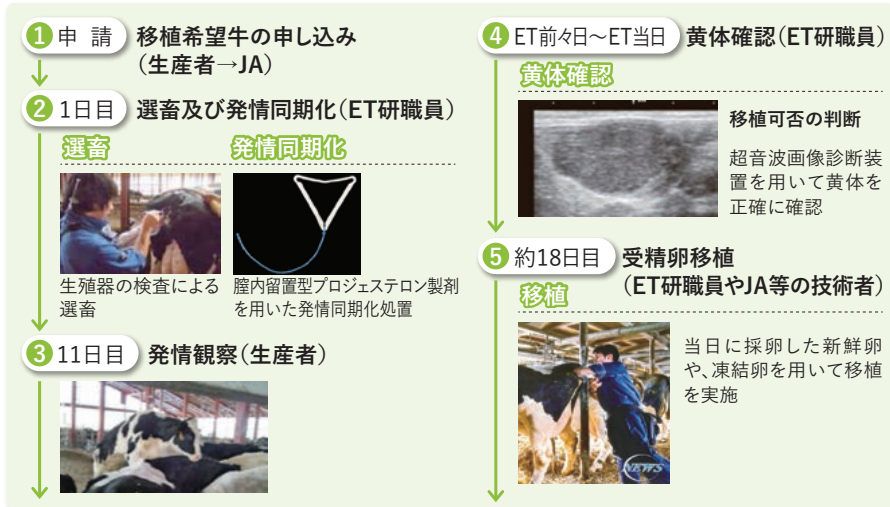 1 申 請 移植希望牛の申し込み
(生産者→JA)
2 1日目 選畜及び発情同期化(ET研職員)
選畜 発情同期化
生殖器の検査による
選畜
膣内留置型プロジェステロン製剤
を用いた発情同期化処置
3 11日目 発情観察(生産者)
4 ET前々日～ET当日 黄体確認(ET研職員)
黄体確認
移植可否の判断
超音波画像診断装
置を用いて黄体を
正確に確認
5 約18日目 受精卵移植
(ET研職員やJA等の技術者)
移植
当日に採卵した新鮮卵
や、凍結卵を用いて移植
を実施
NEWS